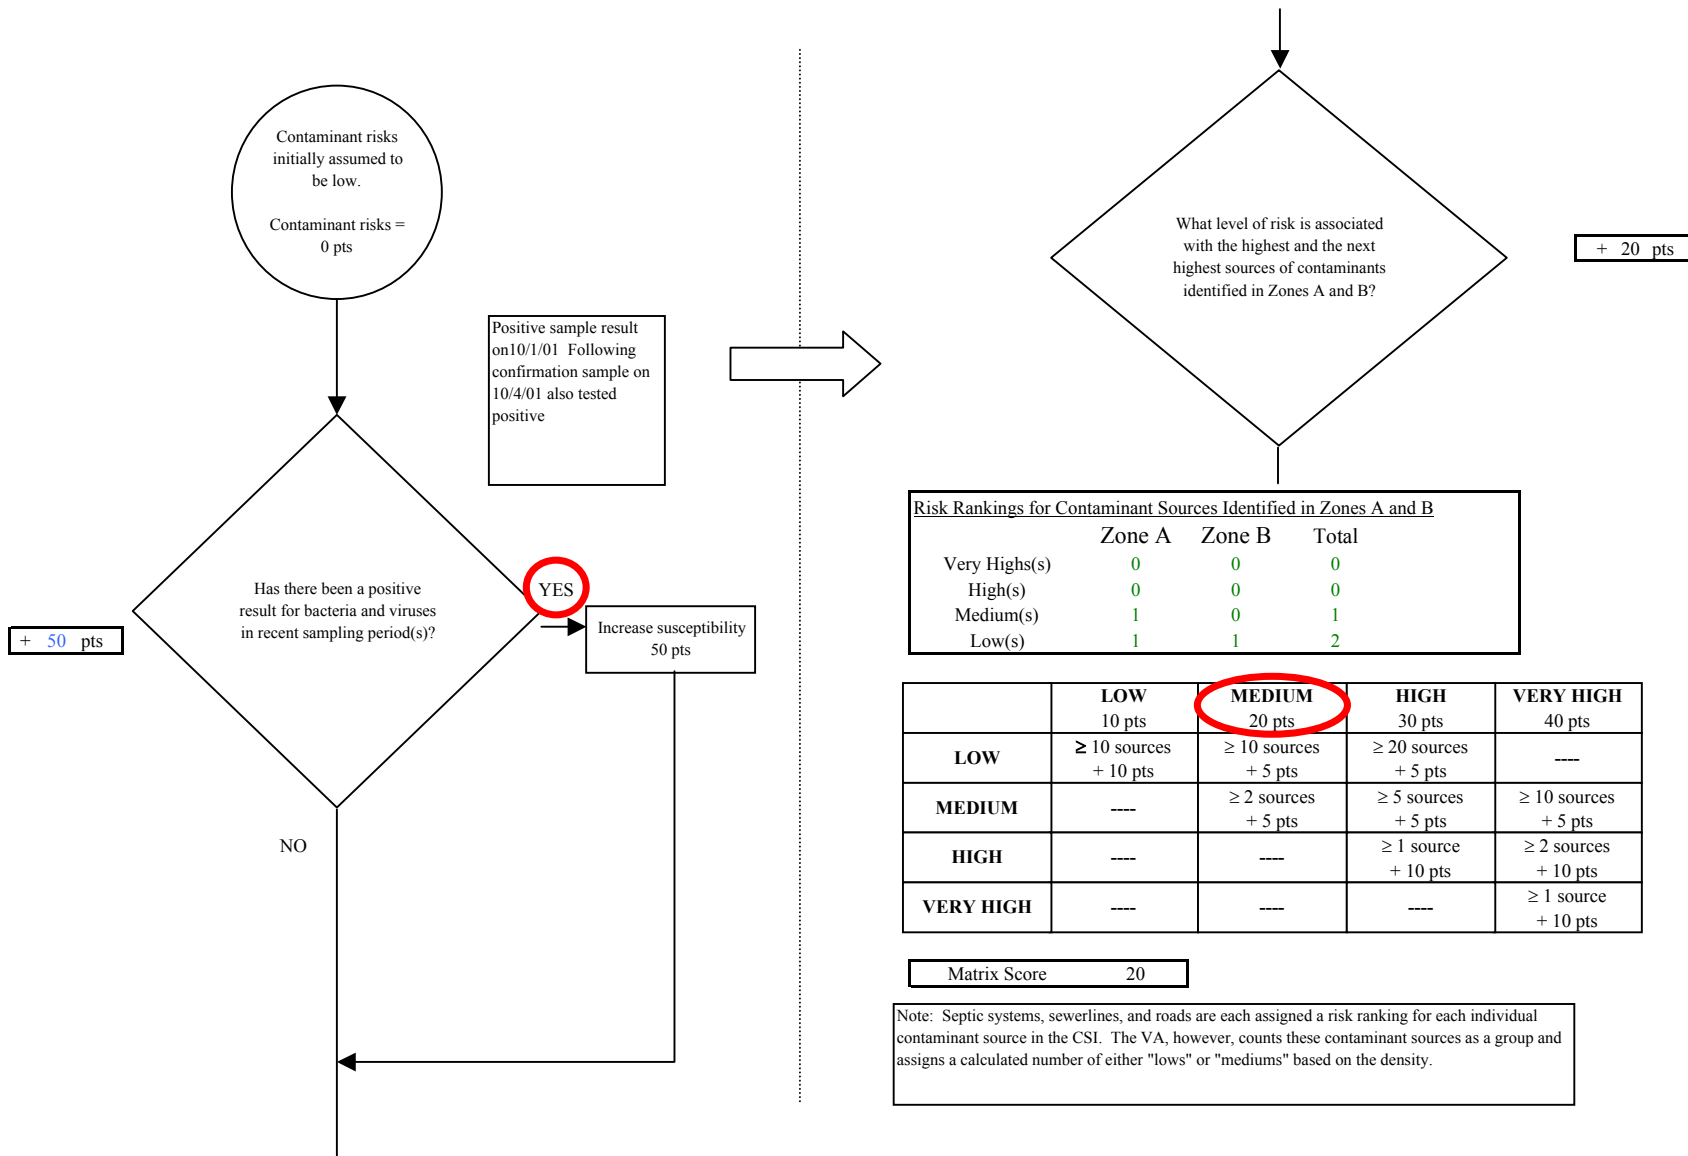 Contaminant risks
initially assumed to
be low.
Contaminant risks =
0 pts
Positive sample result
on10/1/01  Following
confirmation sample on
10/4/01 also tested
positive
Has there been a positive
result for bacteria and viruses
in recent sampling period(s)?
YES
+ 50 pts
Increase susceptibility
50 pts
NO
What level of risk is associated
with the highest and the next
highest sources of contaminants
identified in Zones A and B?
+ 20 pts
Risk Rankings for Contaminant Sources Identified in Zones A and B
Zone A Zone B Total
Very Highs(s) 0 0 0
High(s) 0 0 0
Medium(s) 1 0 1
Low(s) 1 1 2
LOW MEDIUM HIGH VERY HIGH
10 pts 20 pts 30 pts 40 pts
LOW ≥ 10 sources ≥ 10 sources ≥ 20 sources ----
+ 10 pts + 5 pts + 5 pts
MEDIUM ---- ≥ 2 sources ≥ 5 sources ≥ 10 sources
+ 5 pts + 5 pts + 5 pts
HIGH ---- ---- ≥ 1 source ≥ 2 sources
+ 10 pts + 10 pts
VERY HIGH ---- ---- ---- ≥ 1 source
+ 10 pts
Matrix Score 20
Note:  Septic systems, sewerlines, and roads are each assigned a risk ranking for each individual
contaminant source in the CSI.  The VA, however, counts these contaminant sources as a group and
assigns a calculated number of either "lows" or "mediums" based on the density.